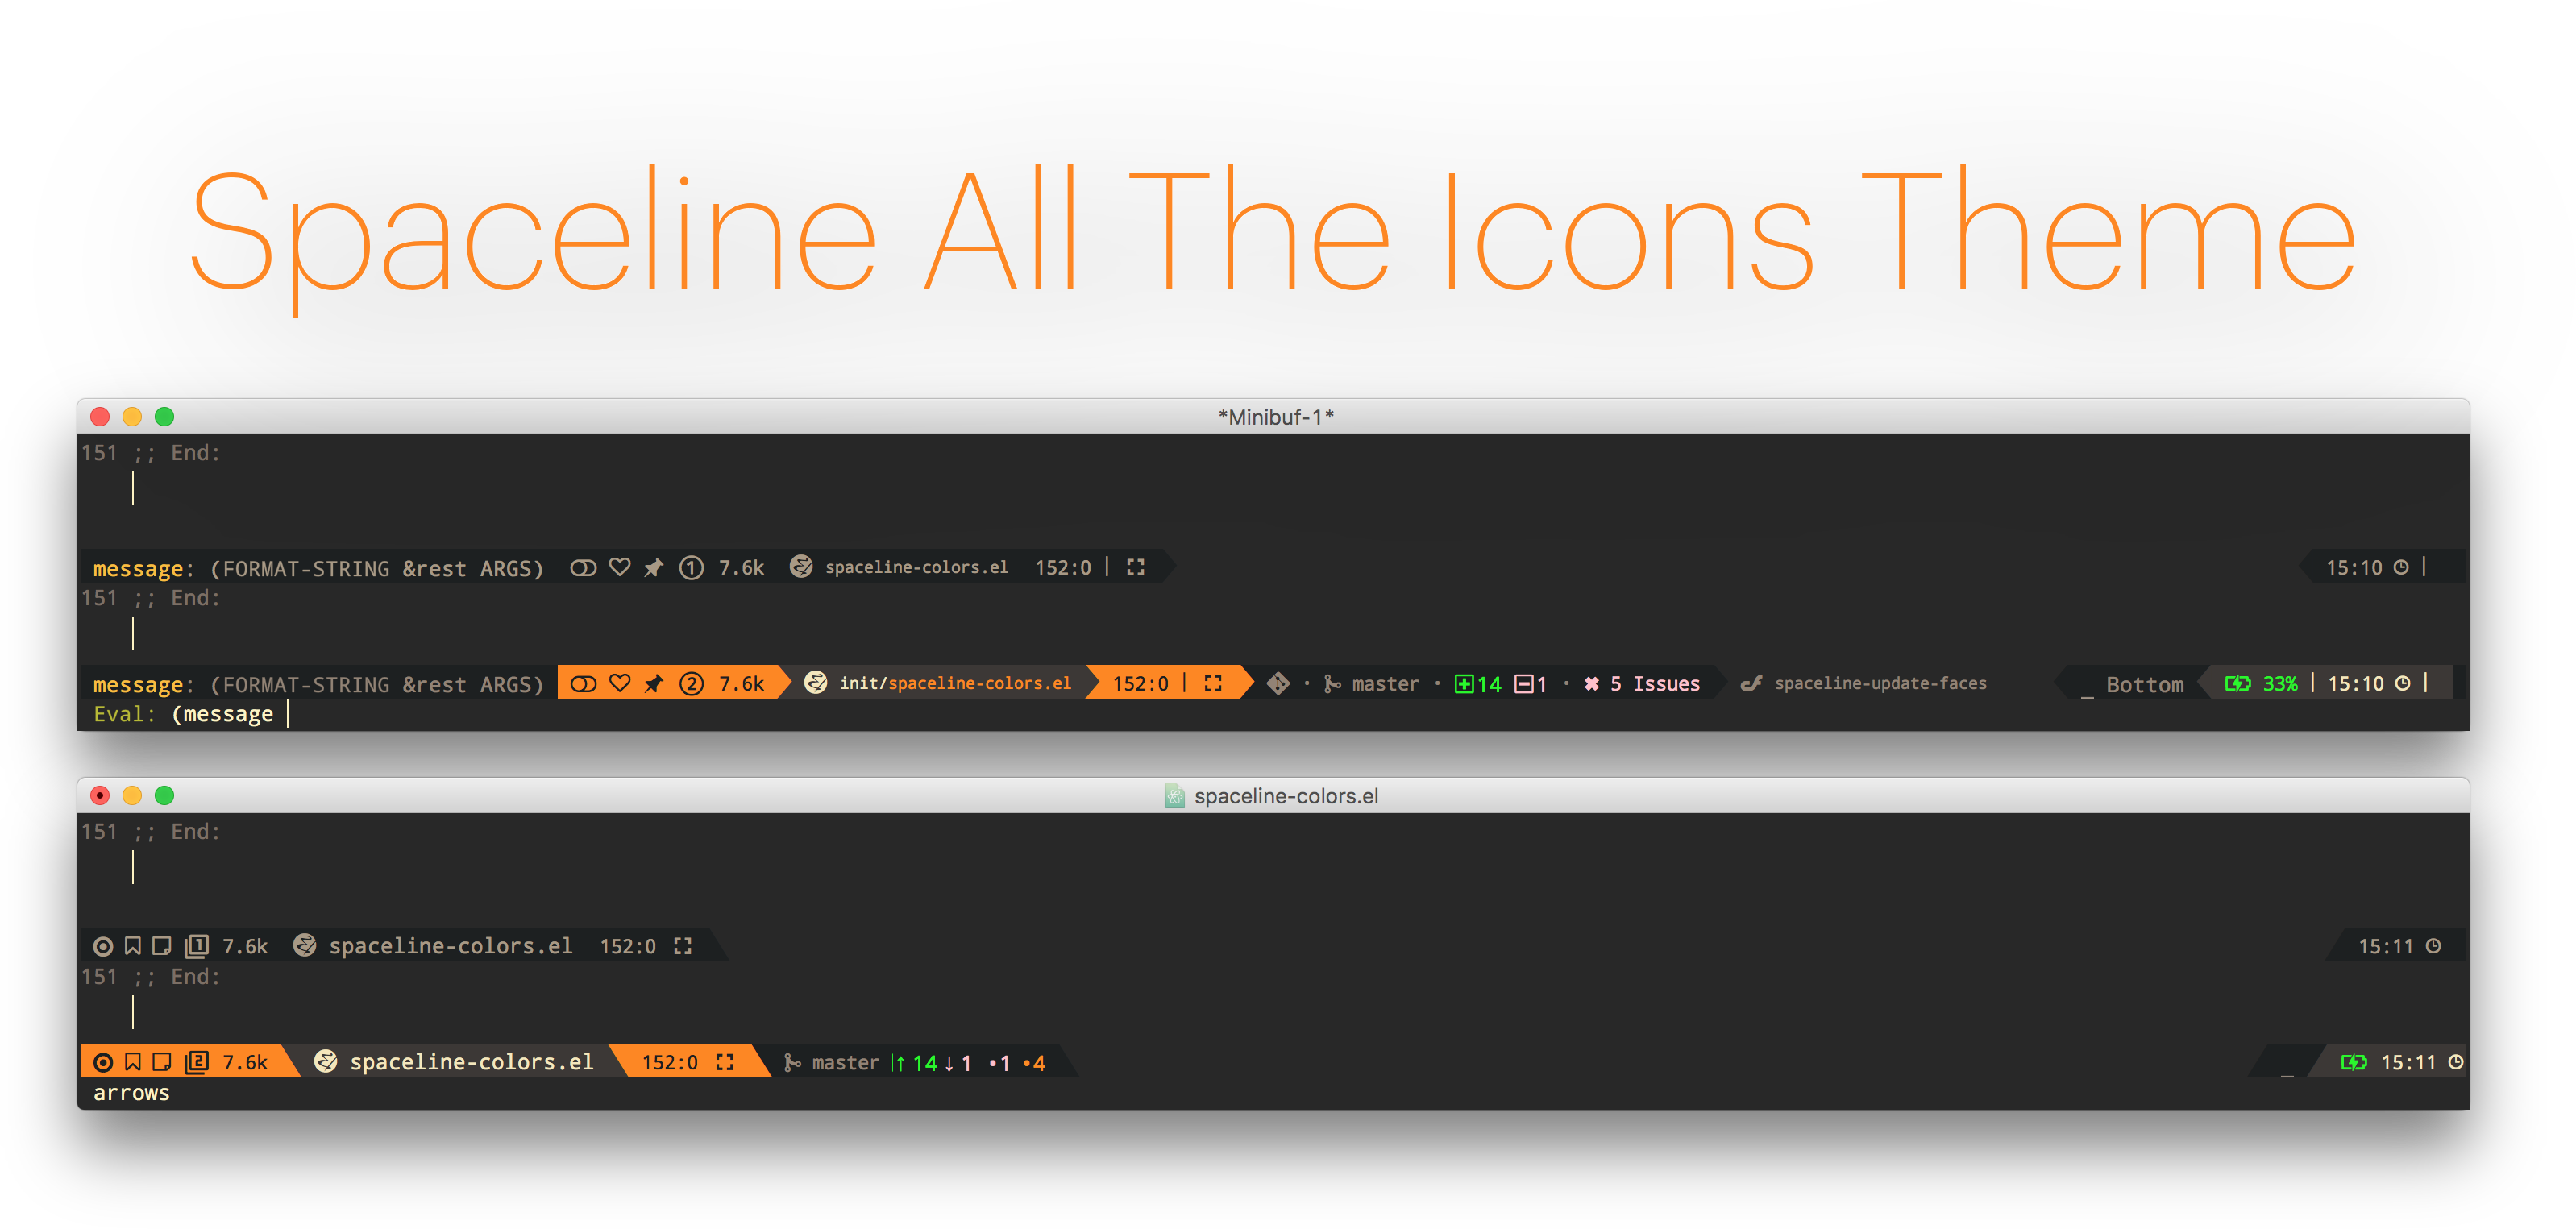 Spaceline All The Icons Theme
*Minibuf-1*
151 ;; End:
message: (FORMAT-STRING &rest ARGS) 1 7.6k spaceline-colors.el 152:0 | 15:10 |
151 ;; End:
message: (FORMAT-STRING &rest ARGS) 2 7.6k init/spaceline-colors.el 152:0 | · master · 14 1 · ✖ 5 Issues spaceline-update-faces _ Bottom 33% | 15:10 |
Eval: (message
spaceline-colors.el
151 ;; End:
1 7.6k spaceline-colors.el 152:0 15:11
151 ;; End:
2 7.6k spaceline-colors.el 152:0 master |↑ 14 ↓ 1 •1 •4 _ 15:11
arrows